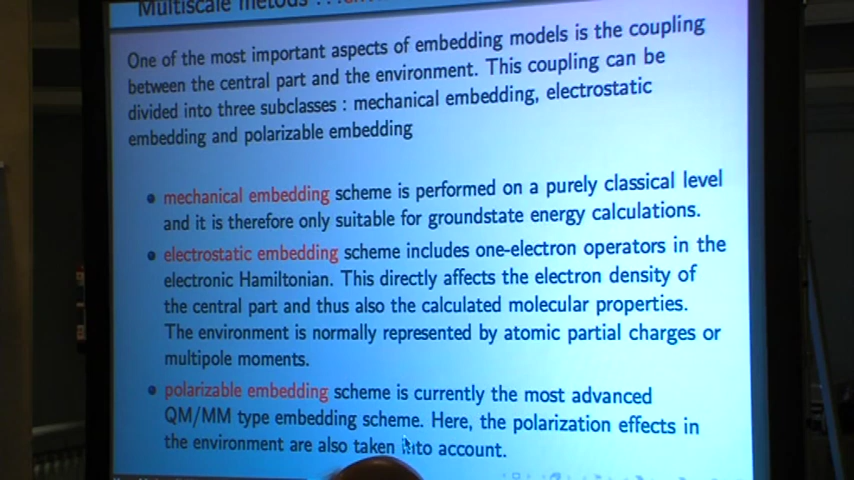 Multiscale metods
One of the most important aspects of embedding models is the coupling
between the central part and the environment. This coupling can be
divided into three subclasses : mechanical embedding, electrostatic
embedding and polarizable embedding
mechanical embedding scheme is performed on a purely classical level
and it is therefore only suitable for groundstate energy calculations.
electrostatic embedding scheme includes one-electron operators in the
electronic Hamiltonian. This directly affects the electron density of
the central part and thus also the calculated molecular properties.
The environment is normally represented by atomic partial charges or
multipole moments.
polarizable embedding scheme is currently the most advanced
QM/MM type embedding scheme. Here, the polarization effects in
the environment are also taken into account.